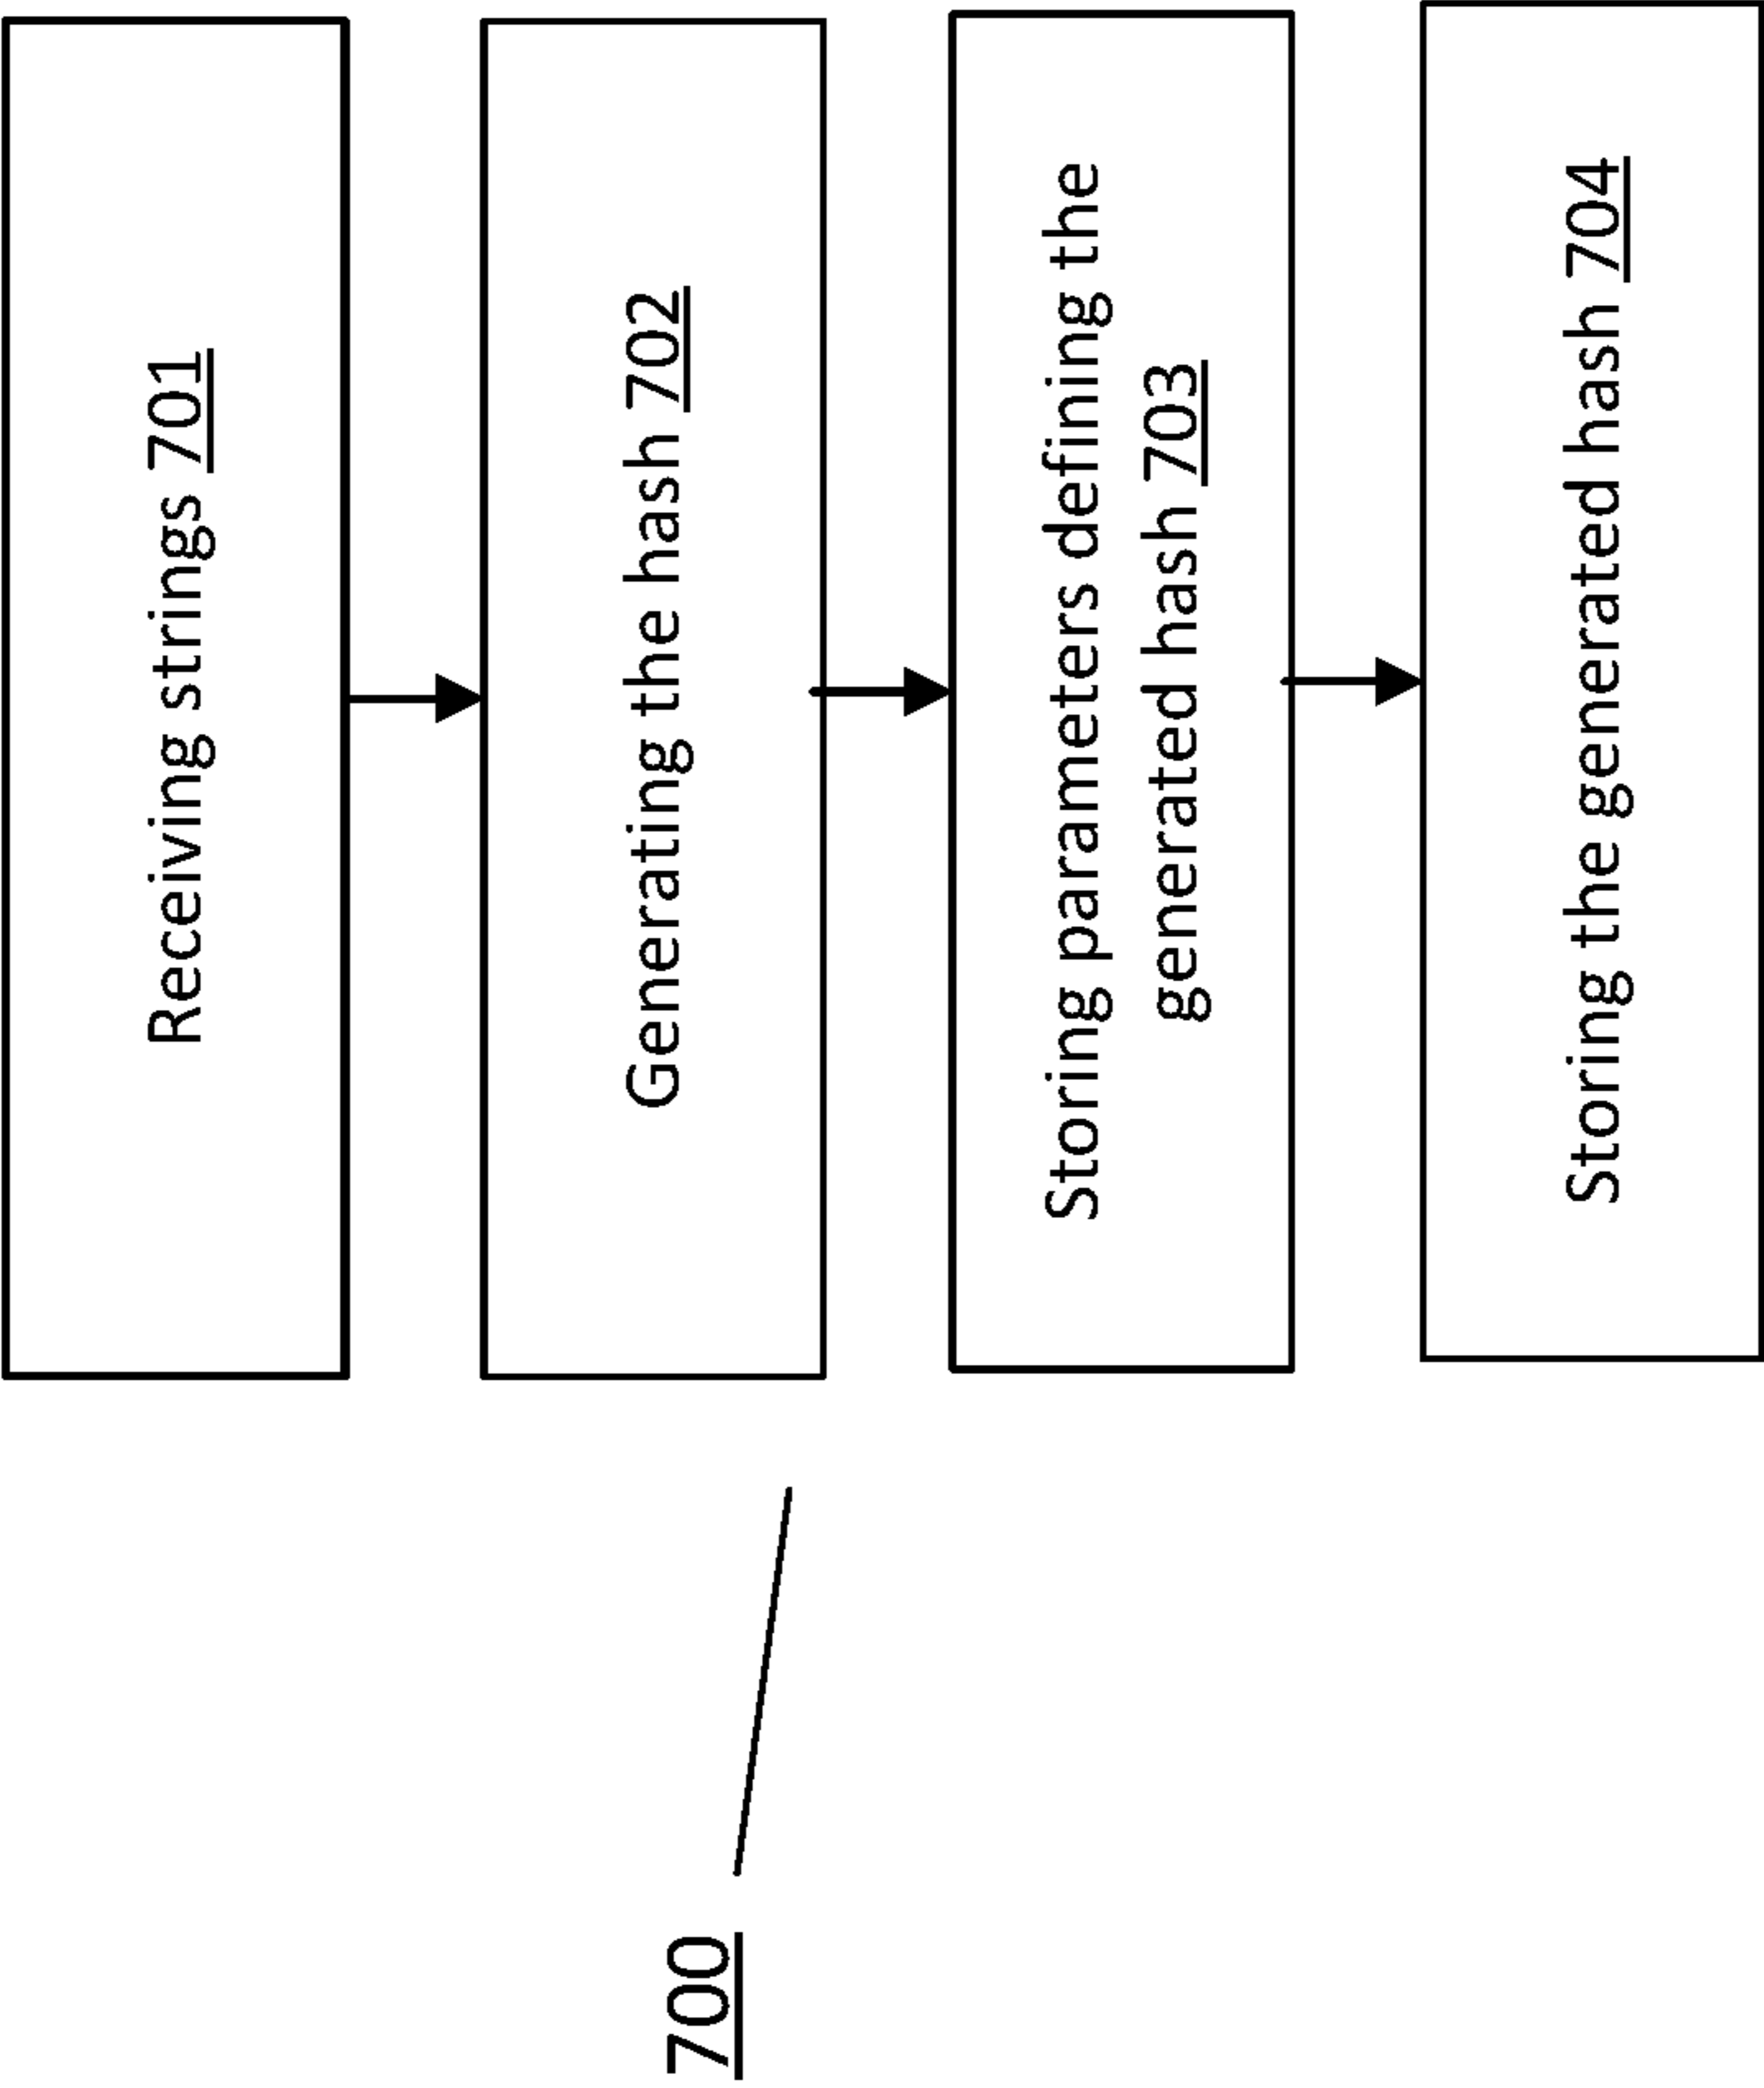 Receiving strings 701
Generating the hash 702
Storing parameters defining the
generated hash 703
Storing the generated hash 704
700